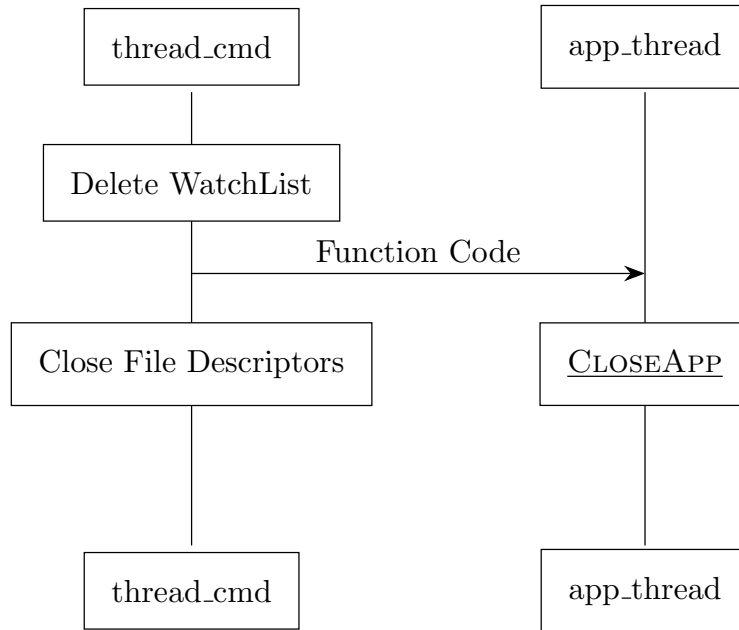 thread_cmd
app_thread
Delete WatchList
Function Code
Close File Descriptors
CLOSEAPP
thread_cmd
app_thread